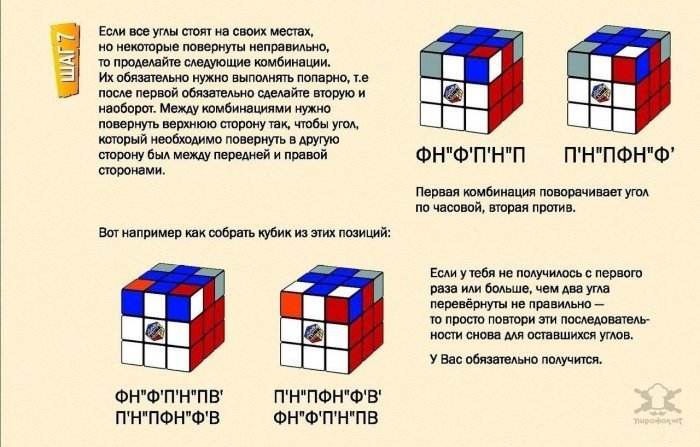 ШАГ 7
Если все углы стоят на своих местах,
но некоторые повернуты неправильно,
то проделайте следующие комбинации.
Их обязательно нужно выполнять попарно, т.е
после первой обязательно сделайте вторую и
наоборот. Между комбинациями нужно
повернуть верхнюю сторону так, чтобы угол,
который необходимо повернуть в другую
сторону был между передней и правой
сторонами.
ФН"Ф'П'Н"П
П'Н"ПФН"Ф'
Первая комбинация поворачивает угол
по часовой, вторая против.
Вот например как собрать кубик из этих позиций:
ФН"Ф'П'Н"ПВ'
П'Н"ПФН"Ф'В
П'Н"ПФН"Ф'В'
ФН"Ф'П'Н"ПВ
Если у тебя не получилось с первого
раза или больше, чем два угла
перевёрнуты не правильно —
то просто повтори эти последователь-
ности снова для оставшихся углов.
У Вас обязательно получится.